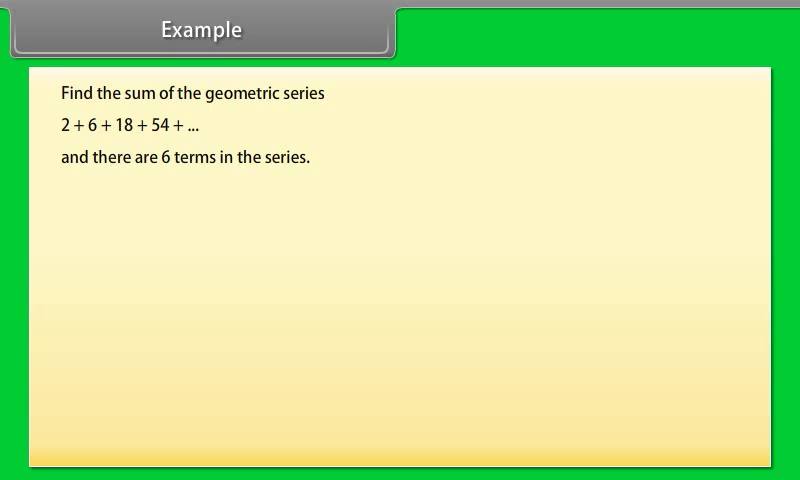 Example
Find the sum of the geometric series
2 + 6 + 18 + 54 + ...
and there are 6 terms in the series.